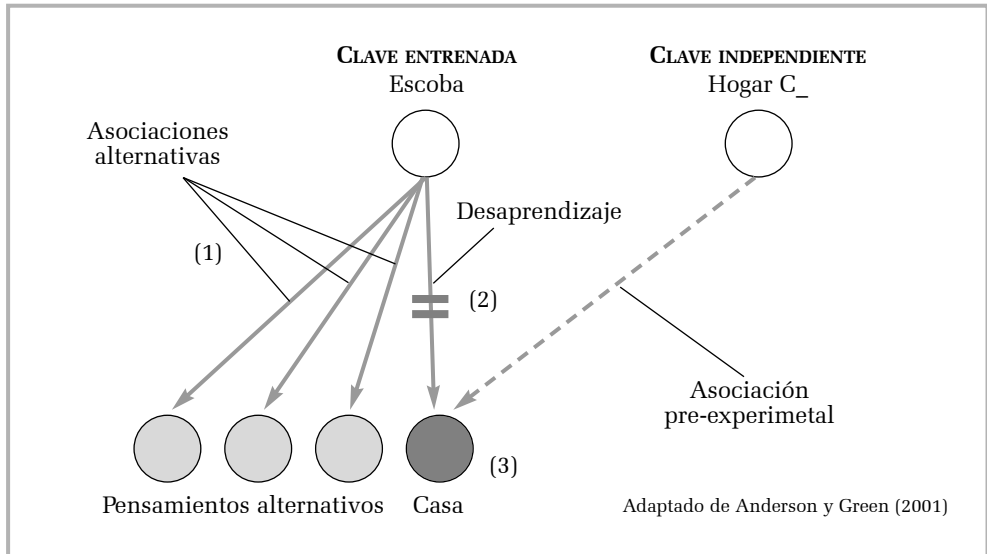 CLAVE ENTRENADA
Escoba
CLAVE INDEPENDIENTE
Hogar C_
Asociaciones
alternativas
Desaprendizaje
(1)
(2)
Asociación
pre-experimetal
(3)
Pensamientos alternativos
Casa
Adaptado de Anderson y Green (2001)